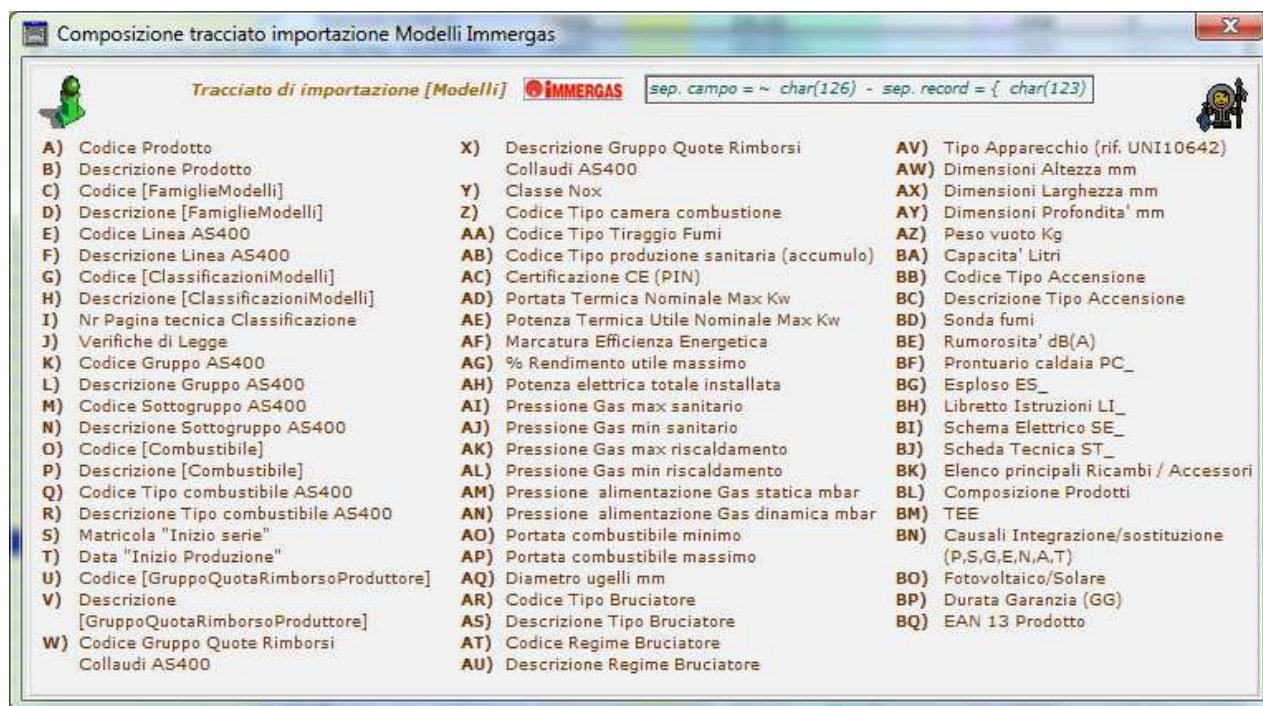 Composizione tracciato importazione Modelli Immergas
Tracciato di importazione [Modelli] IMMERGAS sep. campo = ~ char(126) - sep. record = { char(123)
A) Codice Prodotto
B) Descrizione Prodotto
C) Codice [FamiglieModelli]
D) Descrizione [FamiglieModelli]
E) Codice Linea AS400
F) Descrizione Linea AS400
G) Codice [ClassificazioniModelli]
H) Descrizione [ClassificazioniModelli]
I) Nr Pagina tecnica Classificazione
J) Verifiche di Legge
K) Codice Gruppo AS400
L) Descrizione Gruppo AS400
M) Codice Sottogruppo AS400
N) Descrizione Sottogruppo AS400
O) Codice [Combustibile]
P) Descrizione [Combustibile]
Q) Codice Tipo combustibile AS400
R) Descrizione Tipo combustibile AS400
S) Matricola "Inizio serie"
T) Data "Inizio Produzione"
U) Codice [GruppoQuotaRimborsoProduttore]
V) Descrizione
[GruppoQuotaRimborsoProduttore]
W) Codice Gruppo Quote Rimborsi
Collaudi AS400
X) Descrizione Gruppo Quote Rimborsi
Collaudi AS400
Y) Classe Nox
Z) Codice Tipo camera combustione
AA) Codice Tipo Tiraggio Fumi
AB) Codice Tipo produzione sanitaria (accumulo)
AC) Certificazione CE (PIN)
AD) Portata Termica Nominale Max Kw
AE) Potenza Termica Utile Nominale Max Kw
AF) Marcatura Efficienza Energetica
AG) % Rendimento utile massimo
AH) Potenza elettrica totale installata
AI) Pressione Gas max sanitario
AJ) Pressione Gas min sanitario
AK) Pressione Gas max riscaldamento
AL) Pressione Gas min riscaldamento
AM) Pressione alimentazione Gas statica mbar
AN) Pressione alimentazione Gas dinamica mbar
AO) Portata combustibile minimo
AP) Portata combustibile massimo
AQ) Diametro ugelli mm
AR) Codice Tipo Bruciatore
AS) Descrizione Tipo Bruciatore
AT) Codice Regime Bruciatore
AU) Descrizione Regime Bruciatore
AV) Tipo Apparecchio (rif. UNI10642)
AW) Dimensioni Altezza mm
AX) Dimensioni Larghezza mm
AY) Dimensioni Profondita' mm
AZ) Peso vuoto Kg
BA) Capacita' Litri
BB) Codice Tipo Accensione
BC) Descrizione Tipo Accensione
BD) Sonda fumi
BE) Rumorosita' dB(A)
BF) Prontuario caldaia PC_
BG) Esploso ES_
BH) Libretto Istruzioni LI_
BI) Schema Elettrico SE_
BJ) Scheda Tecnica ST_
BK) Elenco principali Ricambi / Accessori
BL) Composizione Prodotti
BM) TEE
BN) Causali Integrazione/sostituzione
(P,S,G,E,N,A,T)
BO) Fotovoltaico/Solare
BP) Durata Garanzia (GG)
BQ) EAN 13 Prodotto